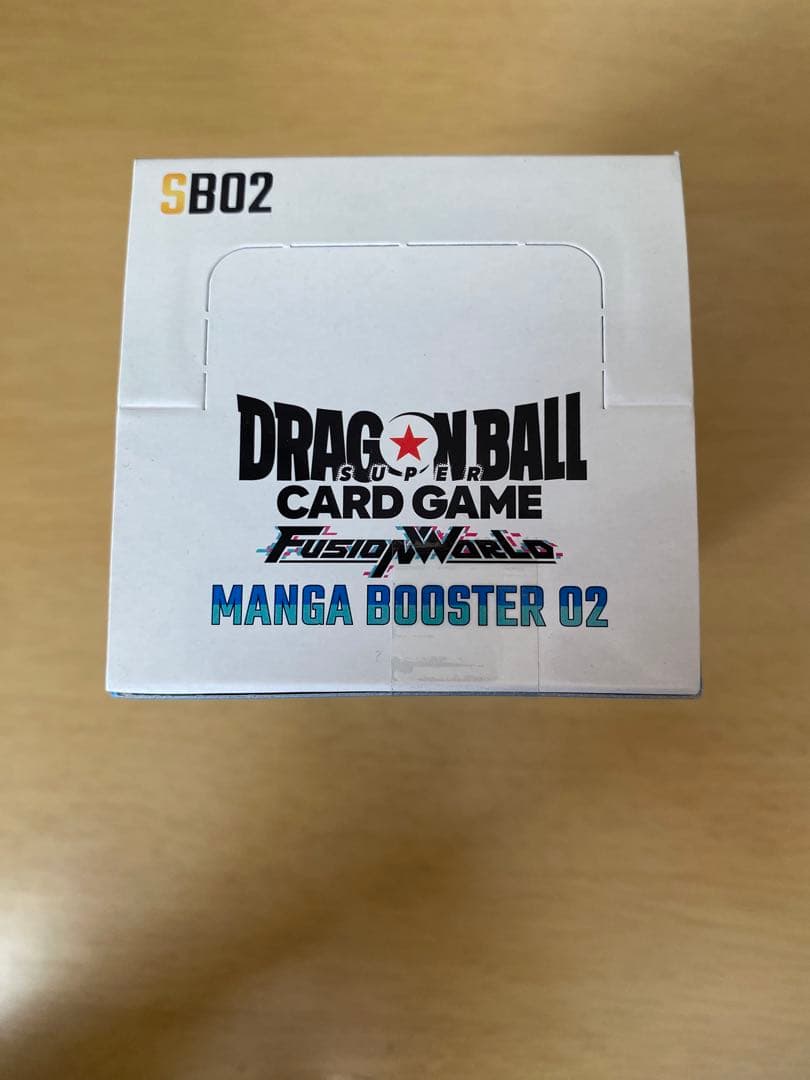 SB02
DRAGON BALL
SUPER
CARD GAME
FUSION WORLD
MANGA BOOSTER 02